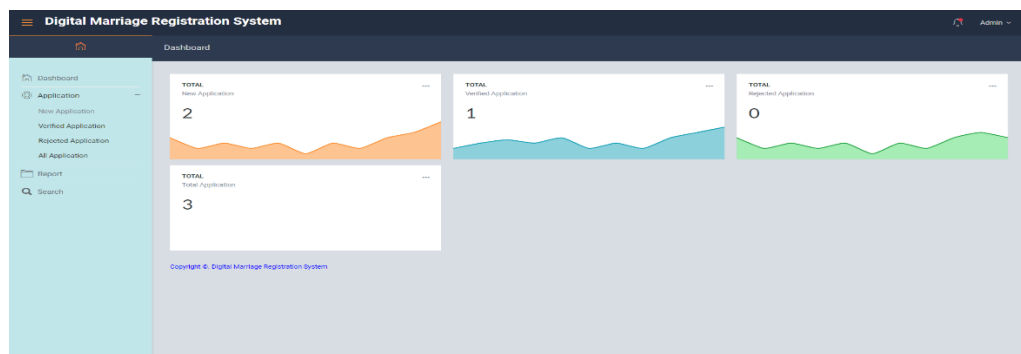 Digital Marriage Registration System
Admin
Dashboard
Dashboard
Application
New Application
Verified Application
Rejected Application
All Application
Report
Search
TOTAL
New Application
2
TOTAL
Verified Application
1
TOTAL
Rejected Application
0
TOTAL
Total Application
3
Copyright ©. Digital Marriage Registration System